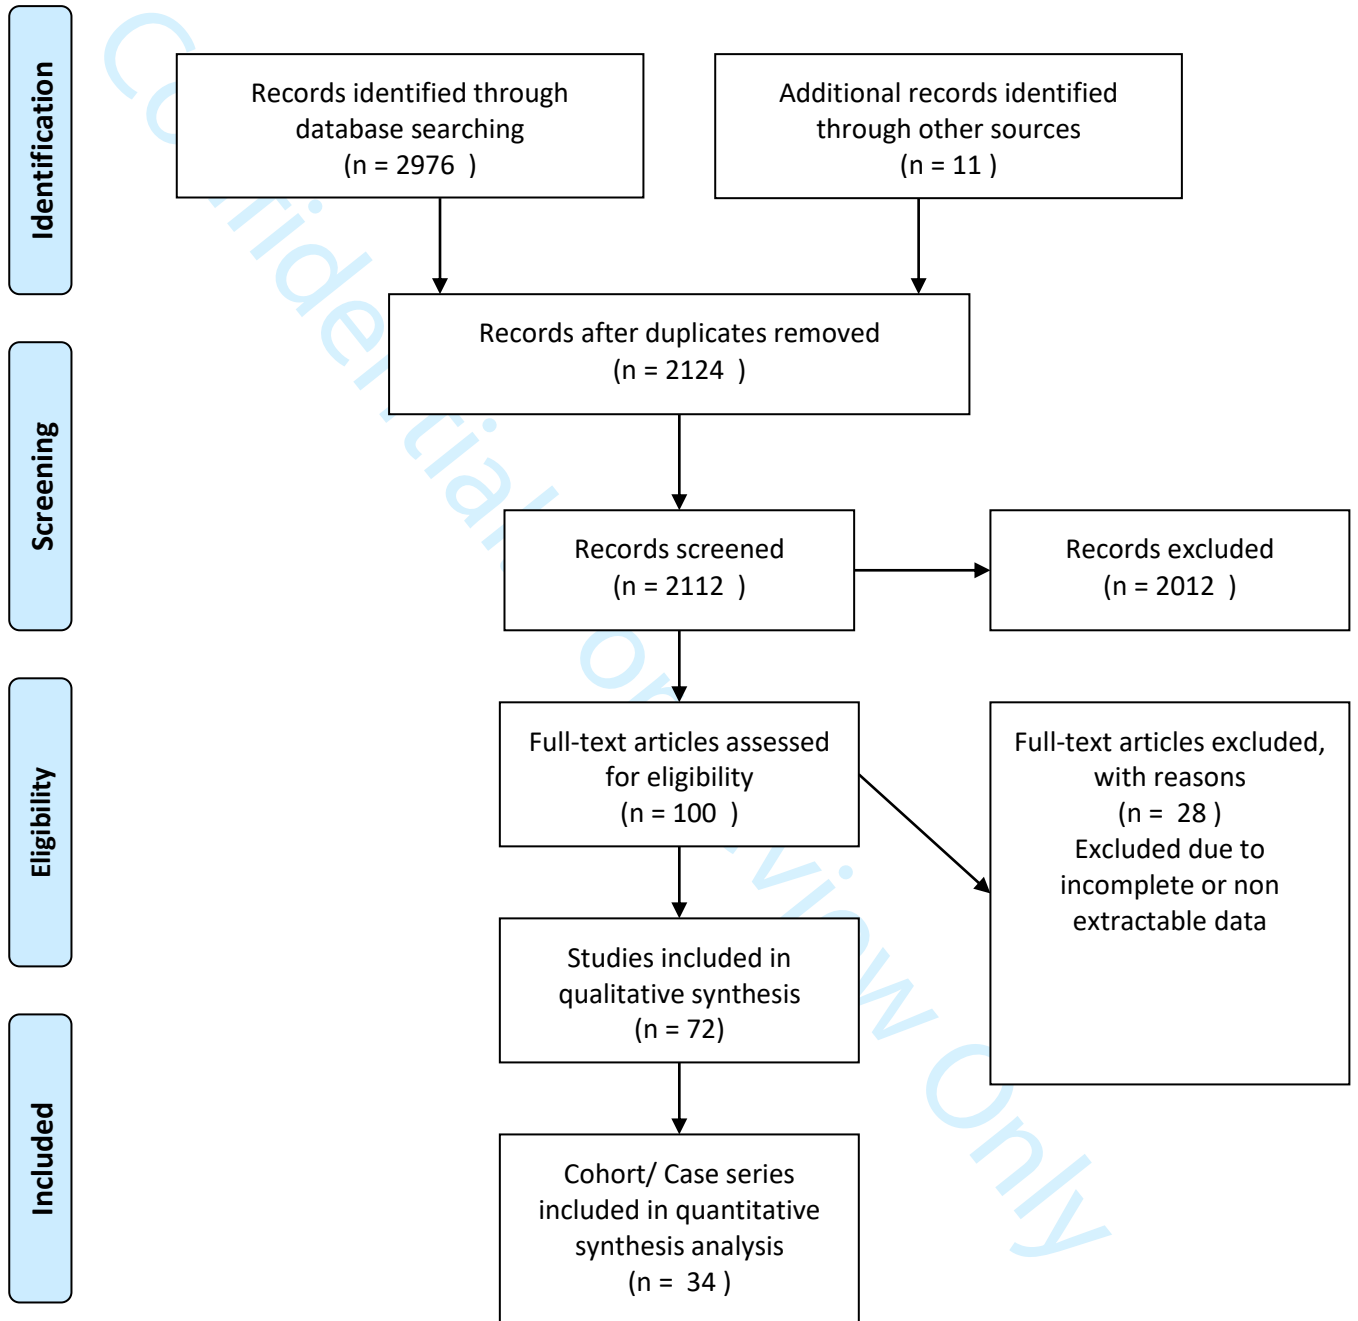 Identification
Records identified through
database searching
(n = 2976  )
Additional records identified
through other sources
(n = 11 )
Records after duplicates removed
(n = 2124  )
Screening
Records screened
(n = 2112  )
Records excluded
(n = 2012  )
Eligibility
Full-text articles assessed
for eligibility
(n = 100  )
Full-text articles excluded,
with reasons
(n =  28 )
Excluded due to
incomplete or non
extractable data
Studies included in
qualitative synthesis
(n = 72)
Included
Cohort/ Case series
included in quantitative
synthesis analysis
(n =  34 )
Only